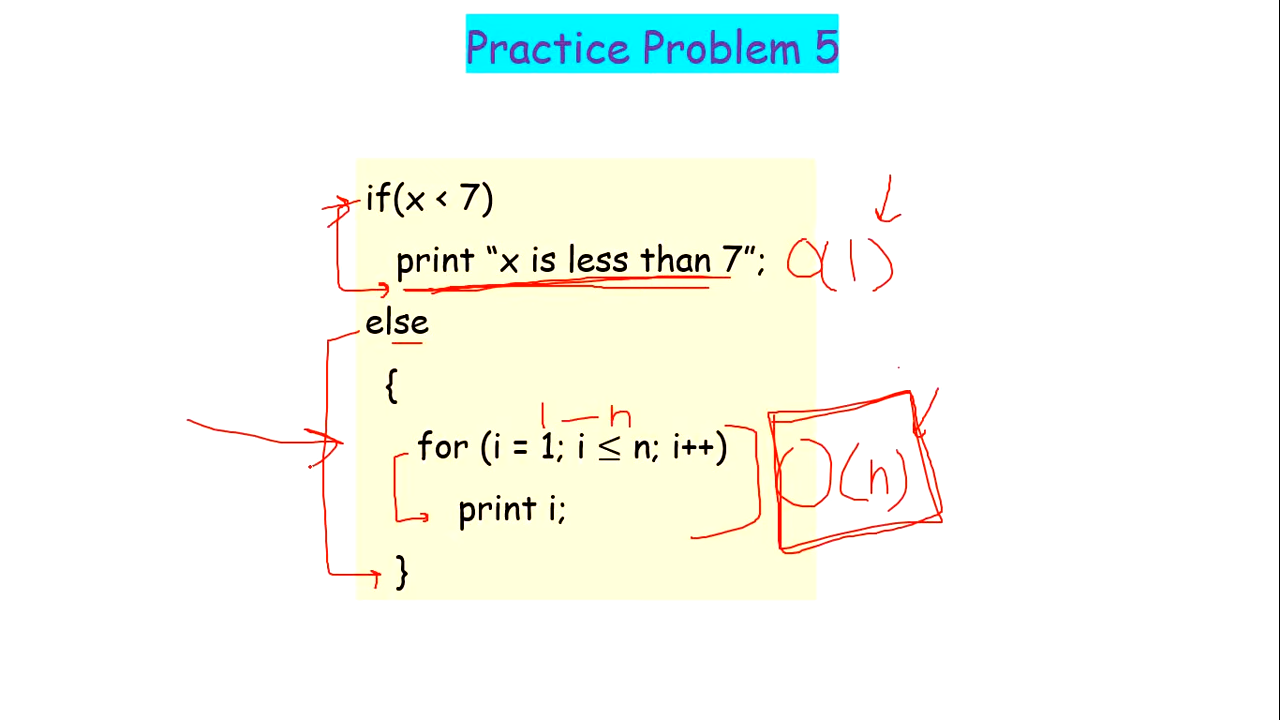 Practice Problem 5
if(x < 7)
print “x is less than 7”; O(1)
else
{
1 — n
for (i = 1; i ≤ n; i++)
O(n)
print i;
}